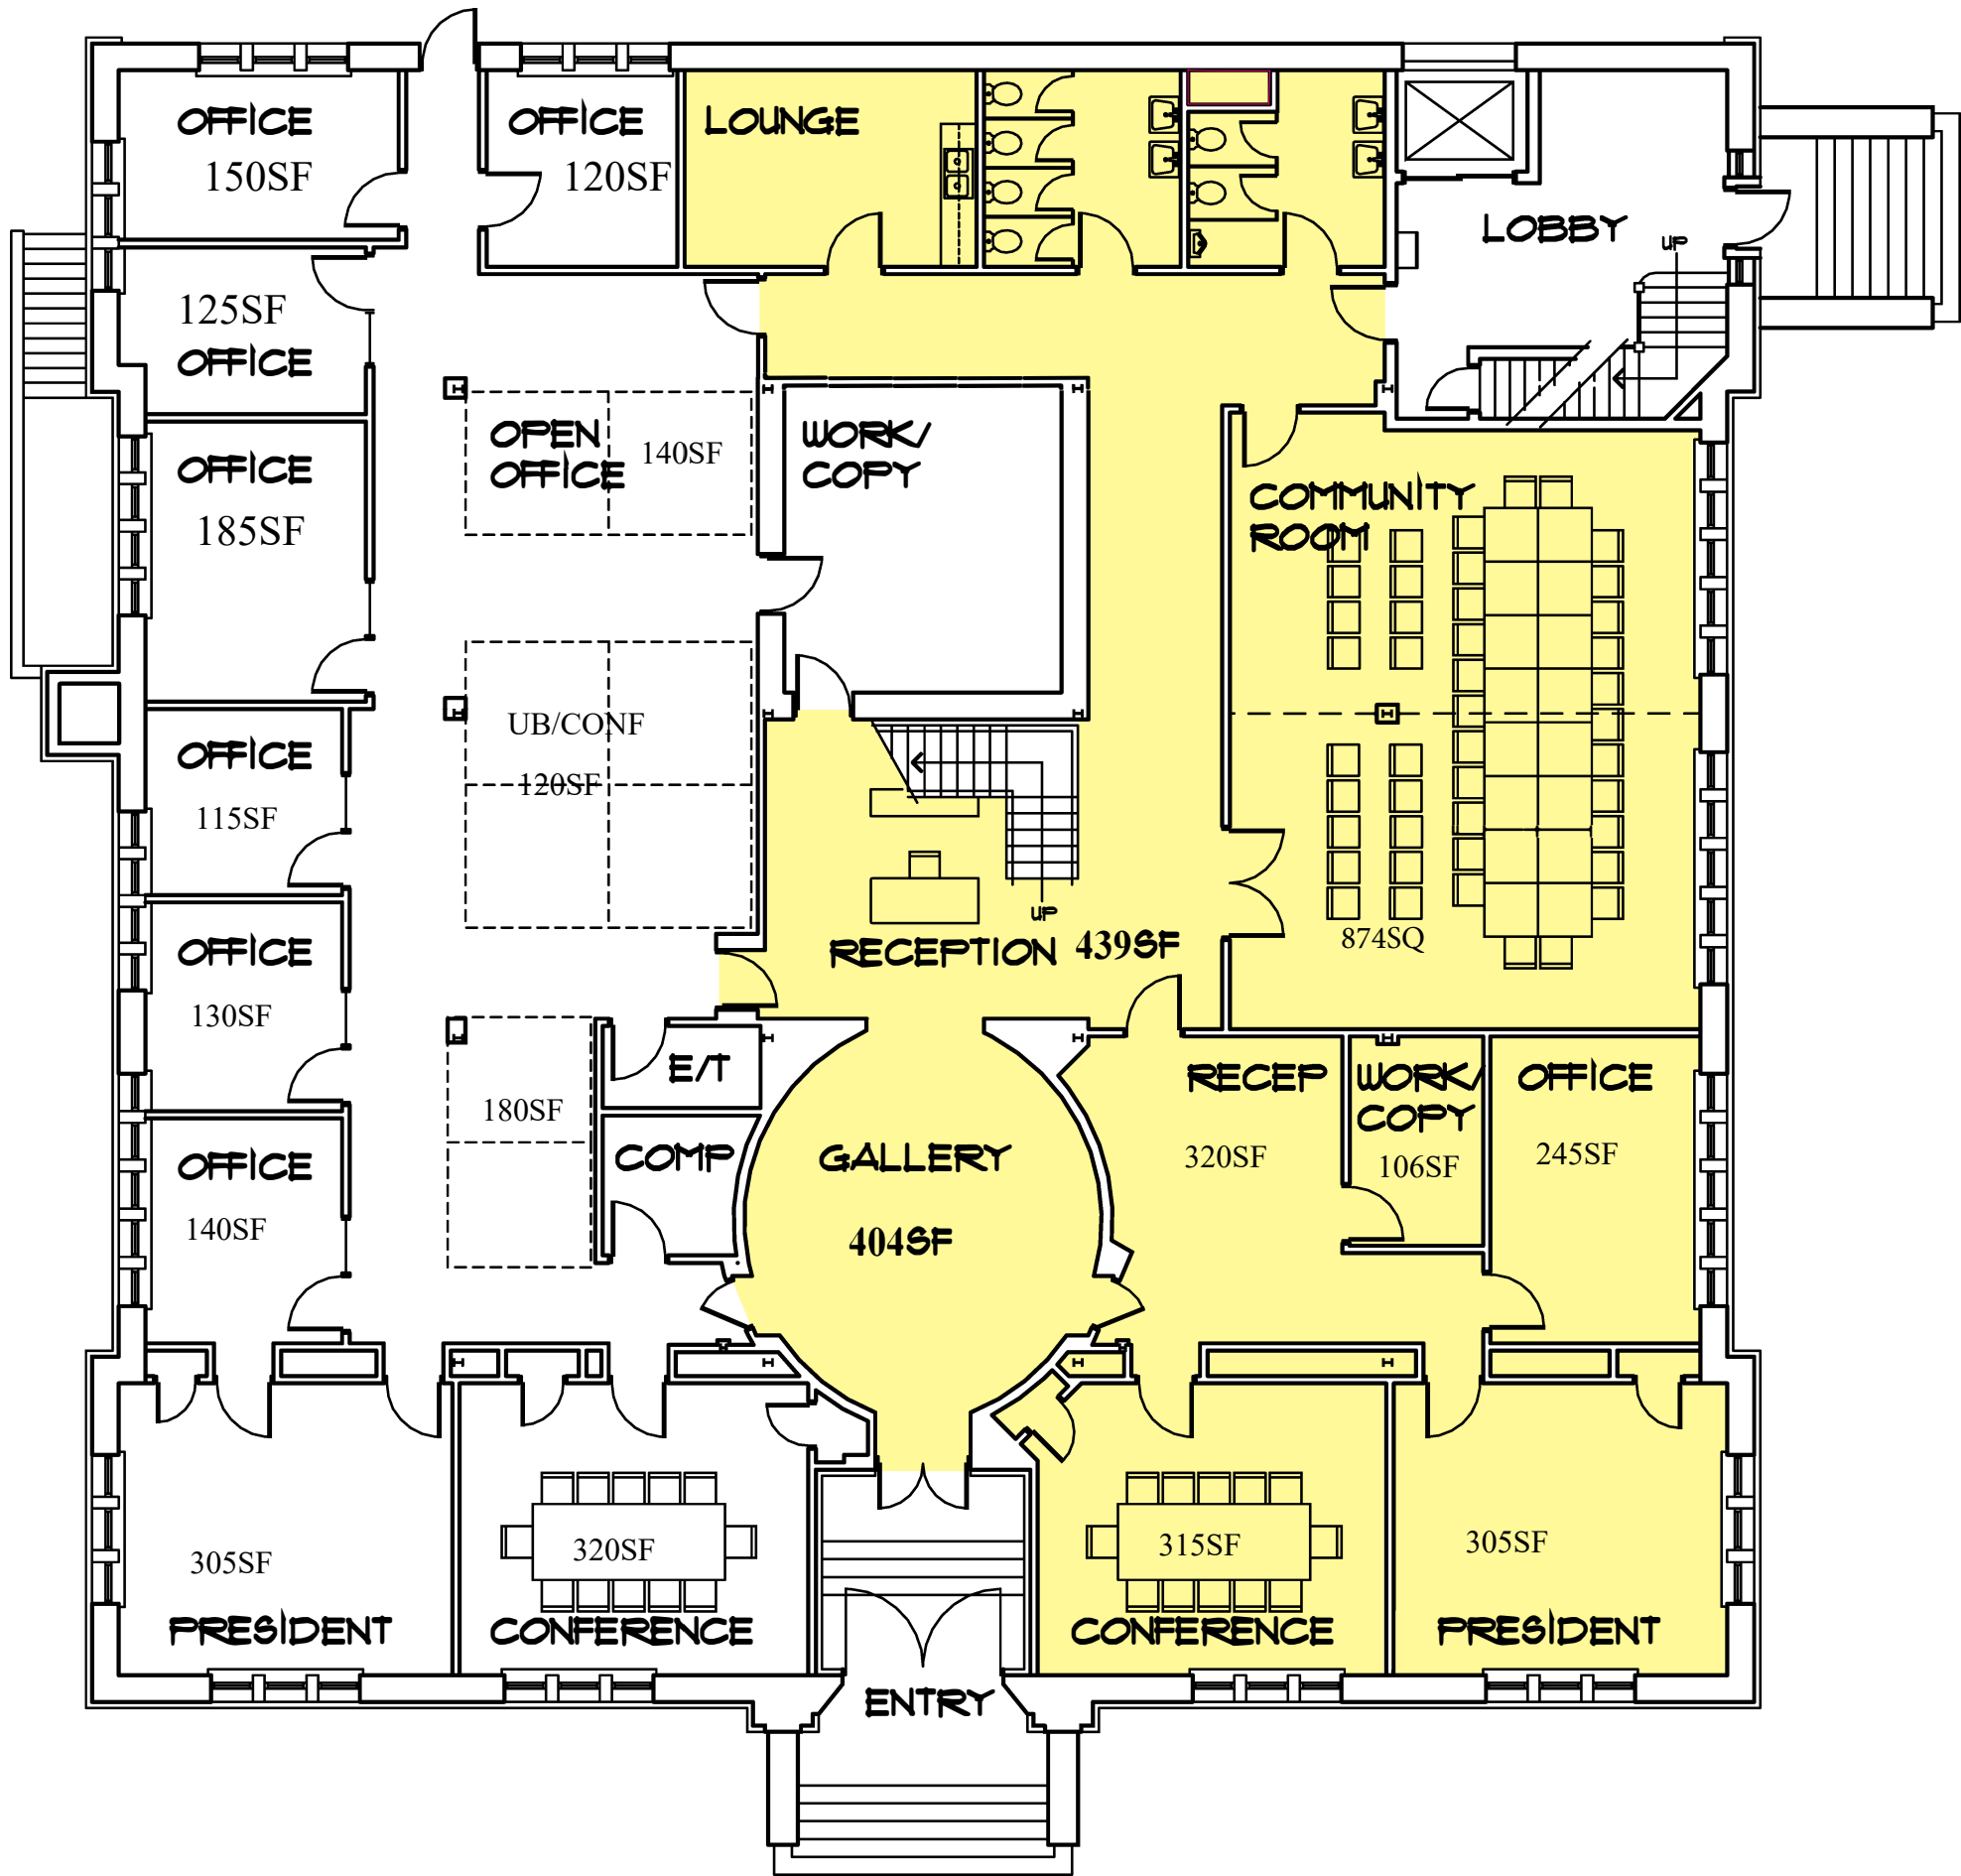 OFFICE
150SF
OFFICE
120SF
LOUNGE
LOBBY
UP
125SF
OFFICE
OFFICE
185SF
OPEN
OFFICE
140SF
WORK/
COPY
COMMUNITY
ROOM
UB/CONF
120SF
OFFICE
115SF
UP
RECEPTION 439SF
874SQ
OFFICE
130SF
E/T
180SF
COMP
GALLERY
404SF
RECEP
320SF
WORK/
COPY
106SF
OFFICE
245SF
OFFICE
140SF
305SF
PRESIDENT
320SF
CONFERENCE
315SF
CONFERENCE
305SF
PRESIDENT
ENTRY